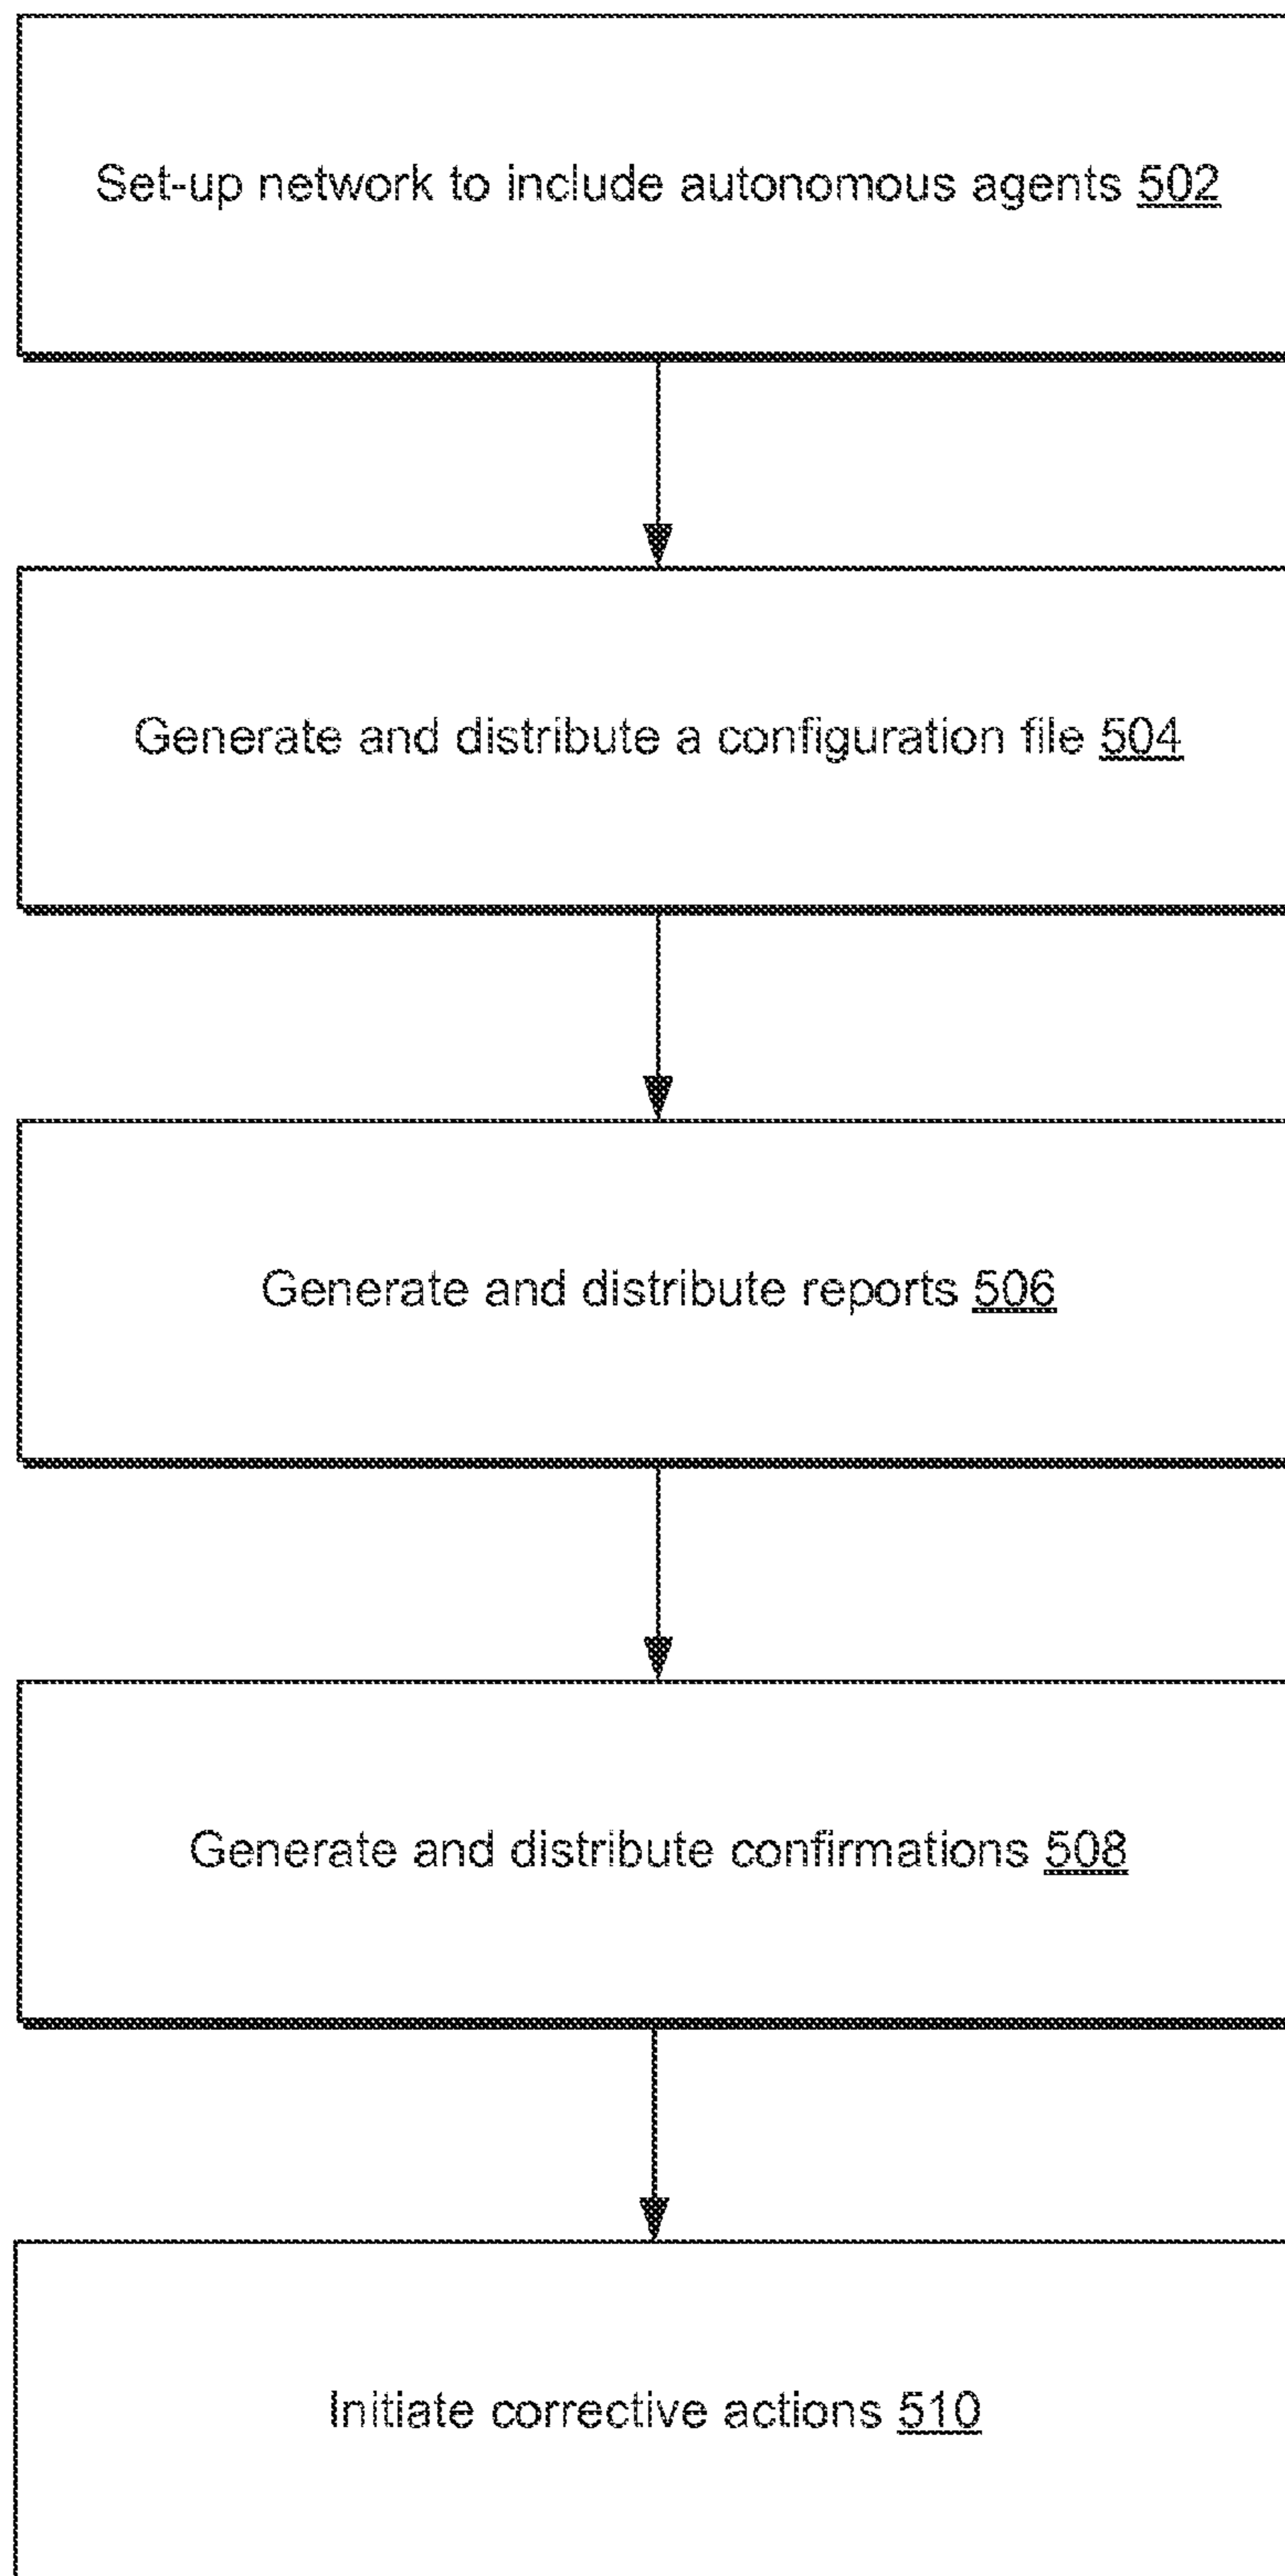 Set-up network to include autonomous agents 502
Generate and distribute a configuration file 504
Generate and distribute reports 506
Generate and distribute confirmations 508
Initiate corrective actions 510